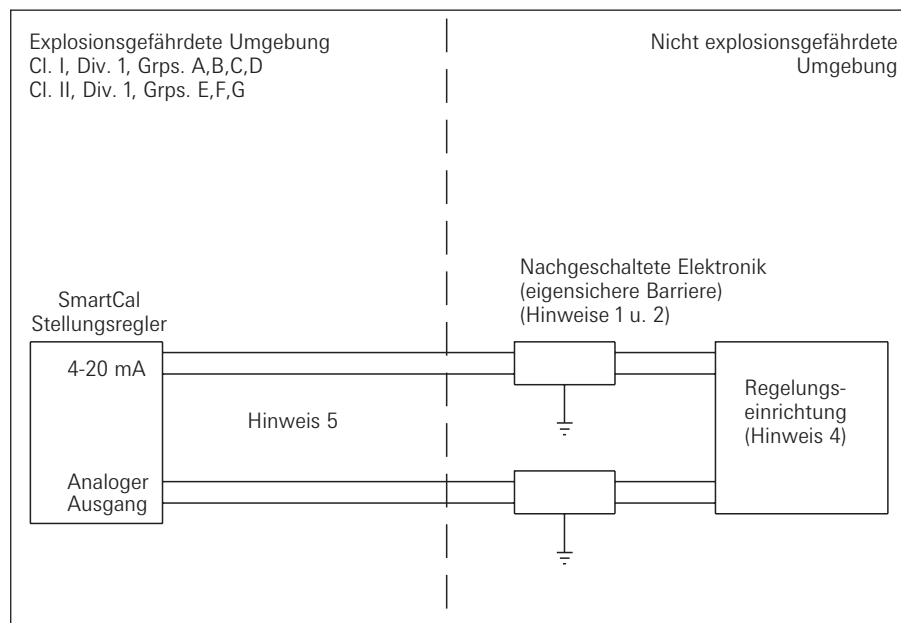 Explosionsgefährdete Umgebung
Cl. I, Div. 1, Grps. A,B,C,D
Cl. II, Div. 1, Grps. E,F,G
Nicht explosionsgefährdete
Umgebung
Nachgeschaltete Elektronik
(eigensichere Barriere)
(Hinweise 1 u. 2)
SmartCal
Stellungsregler
4-20 mA
Hinweis 5
Regelungs-
einrichtung
(Hinweis 4)
Analoger
Ausgang